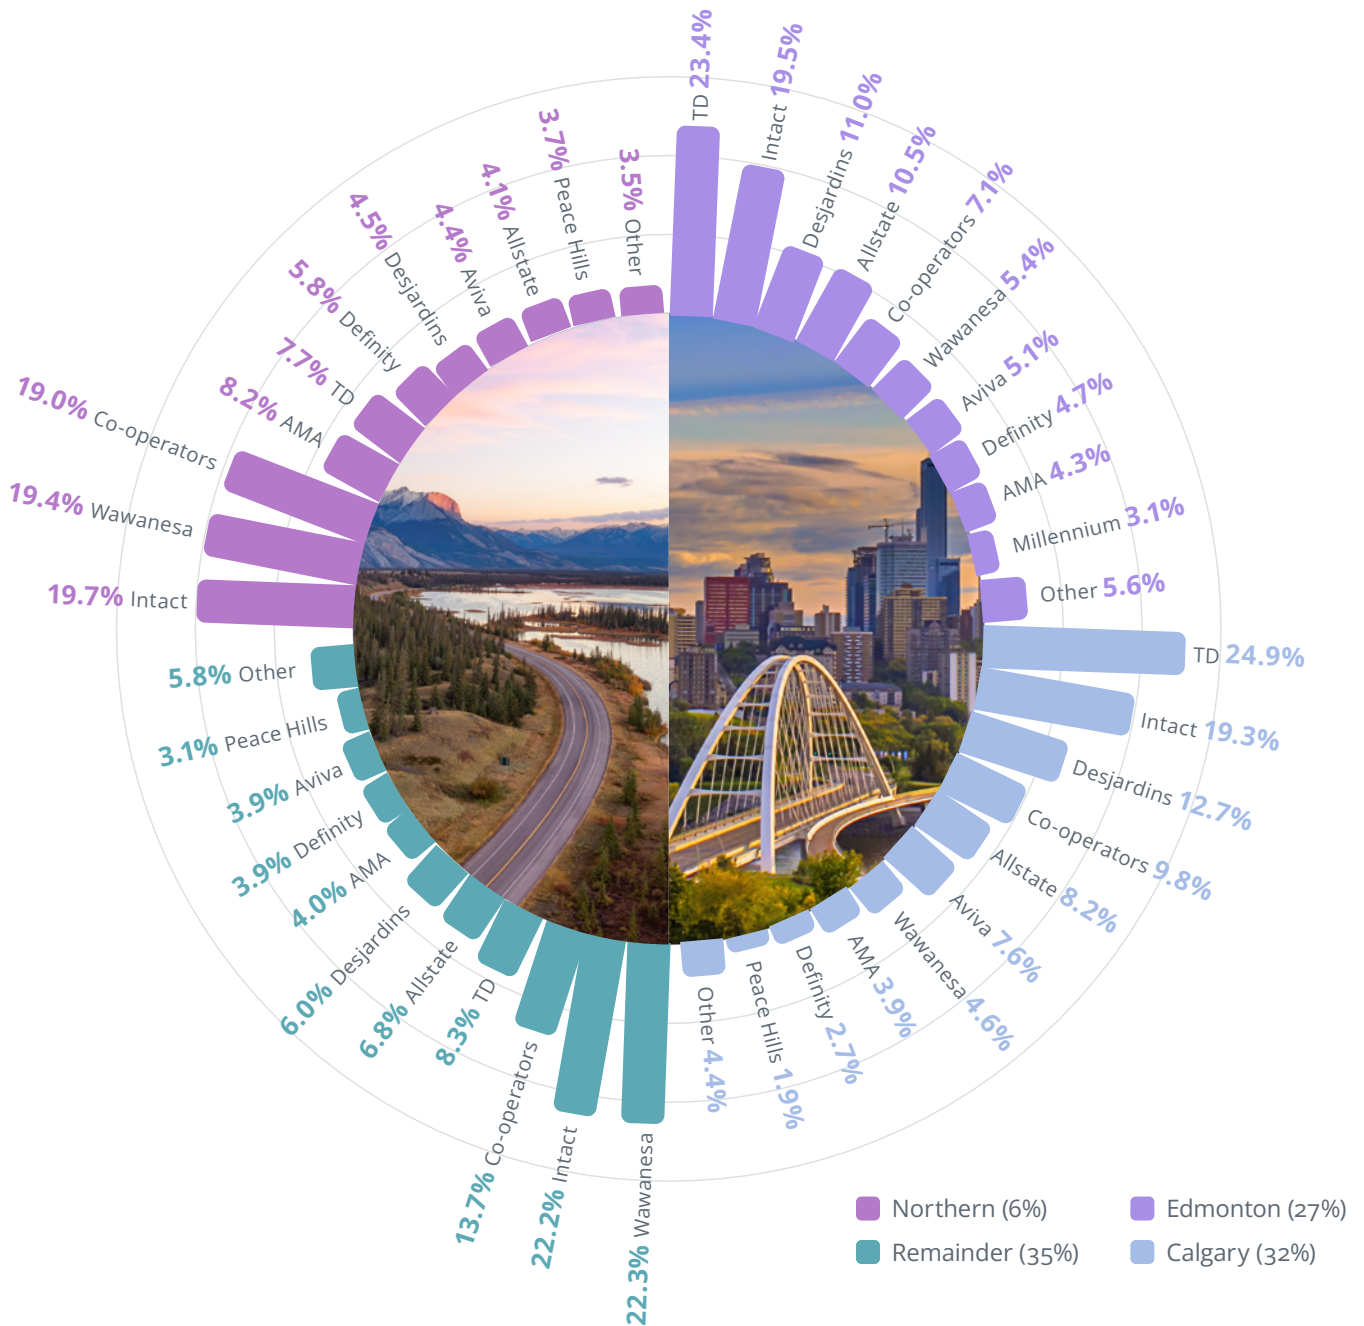 TD 23.4%
Intact 19.5%
Desjardins 11.0%
Allstate 10.5%
Co-operators 7.1%
Wawanesa 5.4%
Aviva 5.1%
Definity 4.7%
AMA 4.3%
Millennium 3.1%
Other 5.6%
TD 24.9%
Intact 19.3%
Desjardins 12.7%
Co-operators 9.8%
Allstate 8.2%
Aviva 7.6%
Wawanesa 4.6%
AMA 3.9%
Definity 2.7%
Peace Hills 1.9%
Other 4.4%
22.3% Wawanesa
22.2% Intact
13.7% Co-operators
8.3% TD
6.8% Allstate
6.0% Desjardins
4.0% AMA
3.9% Definity
3.9% Aviva
3.1% Peace Hills
5.8% Other
19.7% Intact
19.4% Wawanesa
19.0% Co-operators
8.2% AMA
7.7% TD
5.8% Definity
4.5% Desjardins
4.4% Aviva
4.1% Allstate
3.7% Peace Hills
3.5% Other
Northern (6%)
Edmonton (27%)
Remainder (35%)
Calgary (32%)